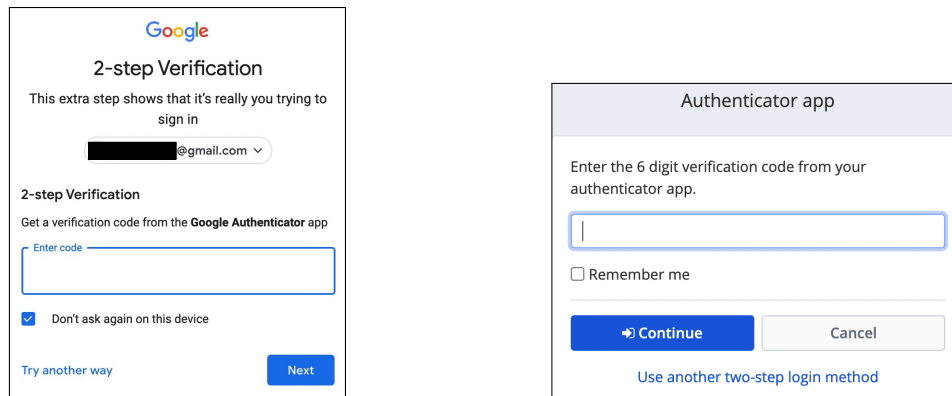 Google
2-step Verification
This extra step shows that it's really you trying to
sign in
@gmail.com
2-step Verification
Get a verification code from the Google Authenticator app
Enter code
Don't ask again on this device
Try another way
Next
Authenticator app
Enter the 6 digit verification code from your
authenticator app.
Remember me
Continue
Cancel
Use another two-step login method